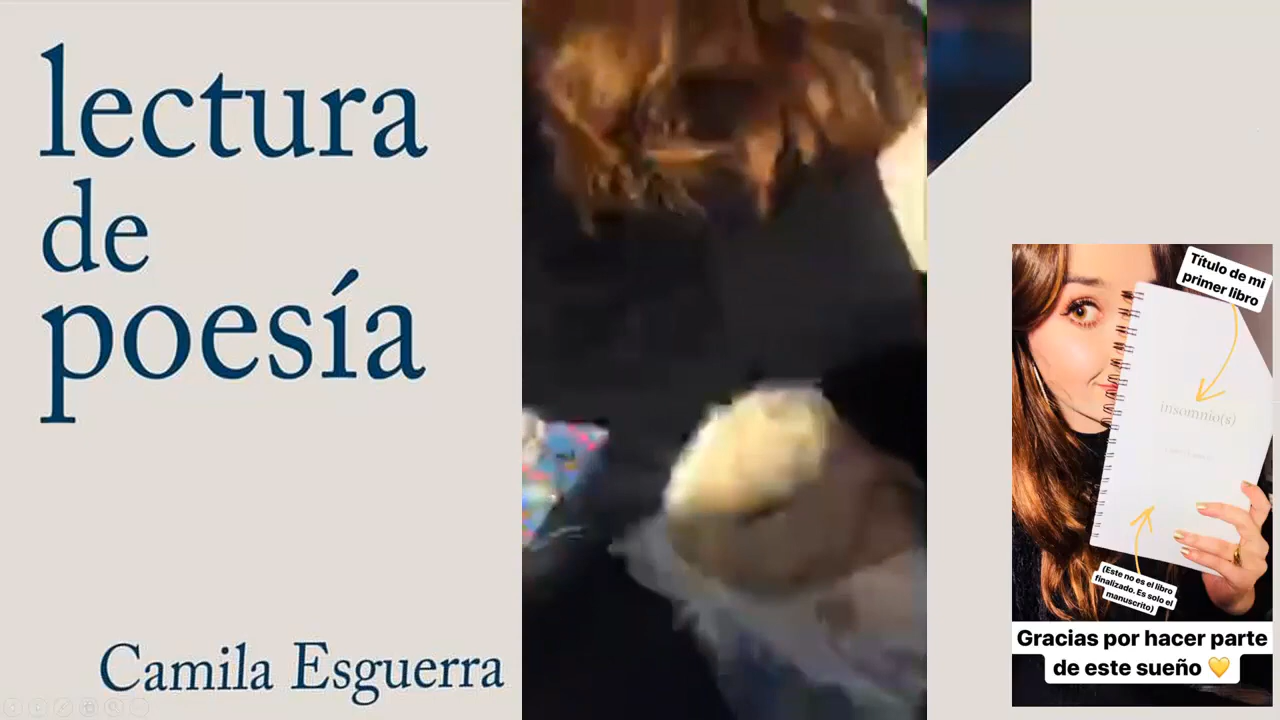 lectura
de
poesía
Camila Esguerra
Título de mi
primer libro
insomnio(s)
(Este no es el libro
finalizado. Es solo el
manuscrito)
Gracias por hacer parte
de este sueño 💛